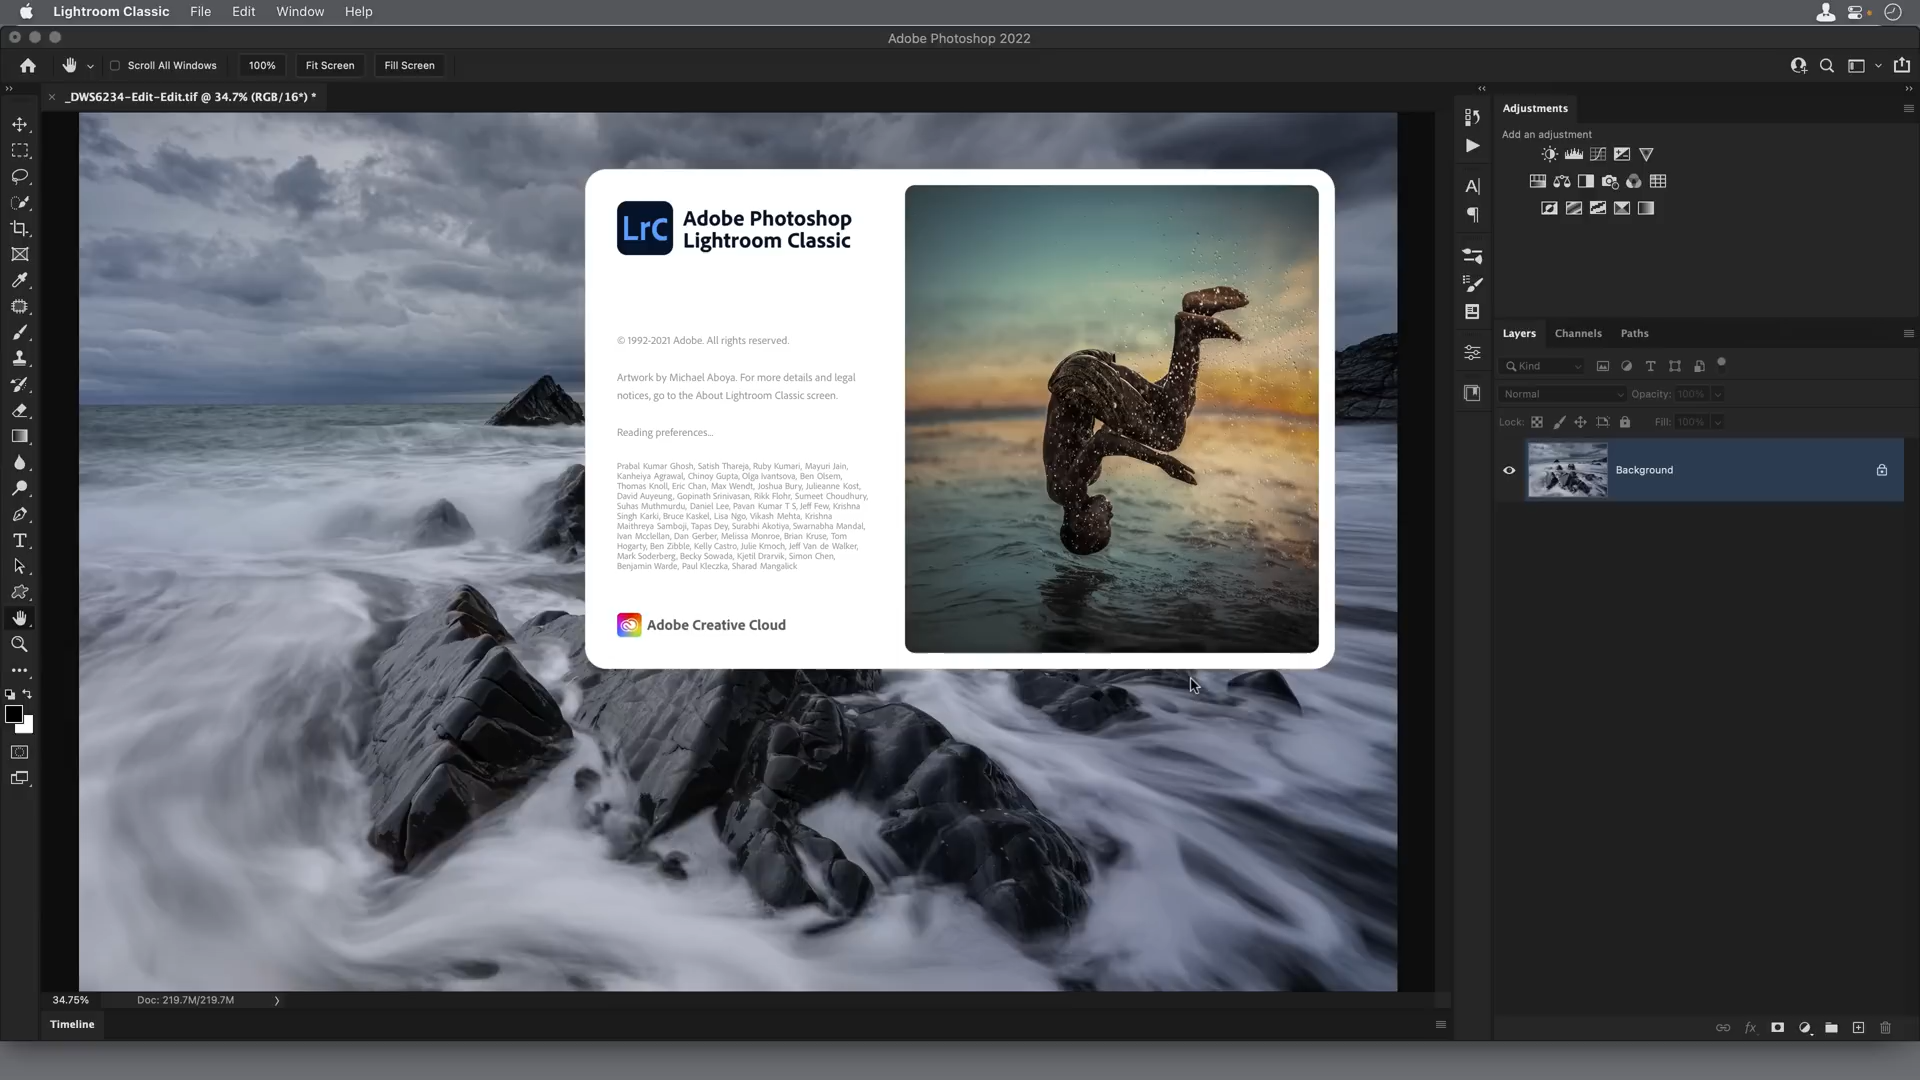 Lightroom Classic File Edit Window Help
Adobe Photoshop 2022
Scroll All Windows 100% Fit Screen Fill Screen
_DWS6234-Edit-Edit.tif @ 34.7% (RGB/16*) *
Adjustments
Add an adjustment
LrC
Adobe Photoshop
Lightroom Classic
© 1992-2021 Adobe. All rights reserved.
Artwork by Michael Aboya. For more details and legal
notices, go to the About Lightroom Classic screen.
Reading preferences...
Prabal Kumar Ghosh, Satish Thareja, Ruby Kumari, Mayuri Jain,
Kanheiya Agrawal, Chinoy Gupta, Olga Ivantsova, Ben Olsem,
Thomas Knoll, Eric Chan, Max Wendt, Joshua Bury, Julieanne Kost,
David Auyeung, Gopinath Srinivasan, Rikk Flohr, Sumeet Choudhury,
Suhas Muthmurdu, Daniel Lee, Pavan Kumar T S, Jeff Few, Krishna
Singh Karki, Bruce Kaskel, Lisa Ngo, Vikash Mehta, Krishna
Maithreya Samboji, Tapas Dey, Surabhi Akotiya, Swarnabha Mandal,
Ivan Mcclellan, Dan Gerber, Melissa Monroe, Brian Kruse, Tom
Hogarty, Ben Zibble, Kelly Castro, Julie Kmoch, Jeff Van de Walker,
Mark Soderberg, Becky Sowada, Kjetil Drarvik, Simon Chen,
Benjamin Warde, Paul Kleczka, Sharad Mangalick
Adobe Creative Cloud
Layers Channels Paths
Kind
Normal Opacity: 100%
Lock: Fill: 100%
Background
34.75% Doc: 219.7M/219.7M
Timeline
fx